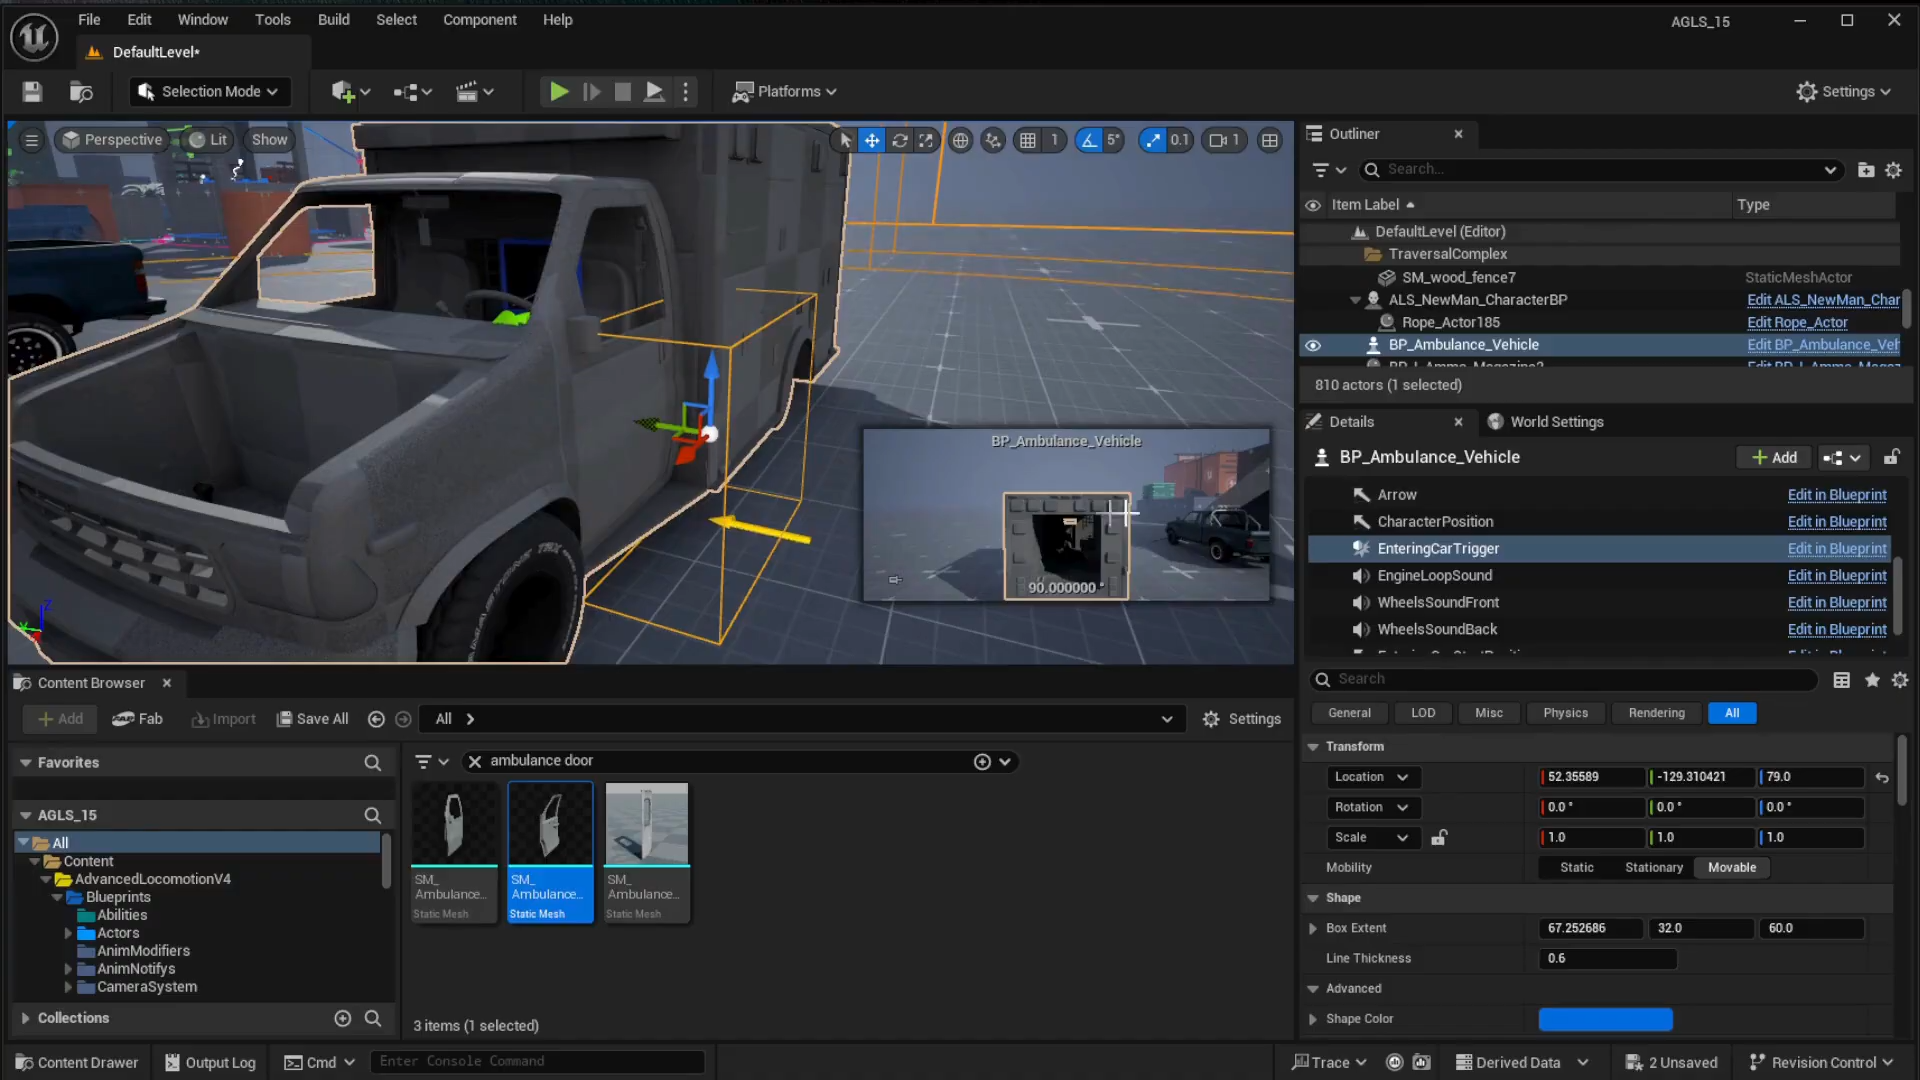 File Edit Window Tools Build Select Component Help
AGLS_15
DefaultLevel*
Selection Mode
Platforms
Settings
Perspective Lit Show
1 5° 0.1 1
BP_Ambulance_Vehicle
90.000000 °
Outliner
Search...
Item Label Type
DefaultLevel (Editor)
TraversalComplex
SM_wood_fence7 StaticMeshActor
ALS_NewMan_CharacterBP Edit ALS_NewMan_Char
Rope_Actor185 Edit Rope_Actor
BP_Ambulance_Vehicle Edit BP_Ambulance_Veh
810 actors (1 selected)
Details World Settings
BP_Ambulance_Vehicle Add
Arrow Edit in Blueprint
CharacterPosition Edit in Blueprint
EnteringCarTrigger Edit in Blueprint
EngineLoopSound Edit in Blueprint
WheelsSoundFront Edit in Blueprint
WheelsSoundBack Edit in Blueprint
Search
General LOD Misc Physics Rendering All
Transform
Location 52.35589 -129.310421 79.0
Rotation 0.0 ° 0.0 ° 0.0 °
Scale 1.0 1.0 1.0
Mobility Static Stationary Movable
Shape
Box Extent 67.252686 32.0 60.0
Line Thickness 0.6
Advanced
Shape Color
Content Browser
Add Fab Import Save All All Settings
Favorites
AGLS_15
All
Content
AdvancedLocomotionV4
Blueprints
Abilities
Actors
AnimModifiers
AnimNotifys
CameraSystem
Collections
ambulance door
SM_
Ambulance...
Static Mesh
SM_
Ambulance...
Static Mesh
SM_
Ambulance...
Static Mesh
3 items (1 selected)
Content Drawer Output Log Cmd Enter Console Command
Trace Derived Data 2 Unsaved Revision Control